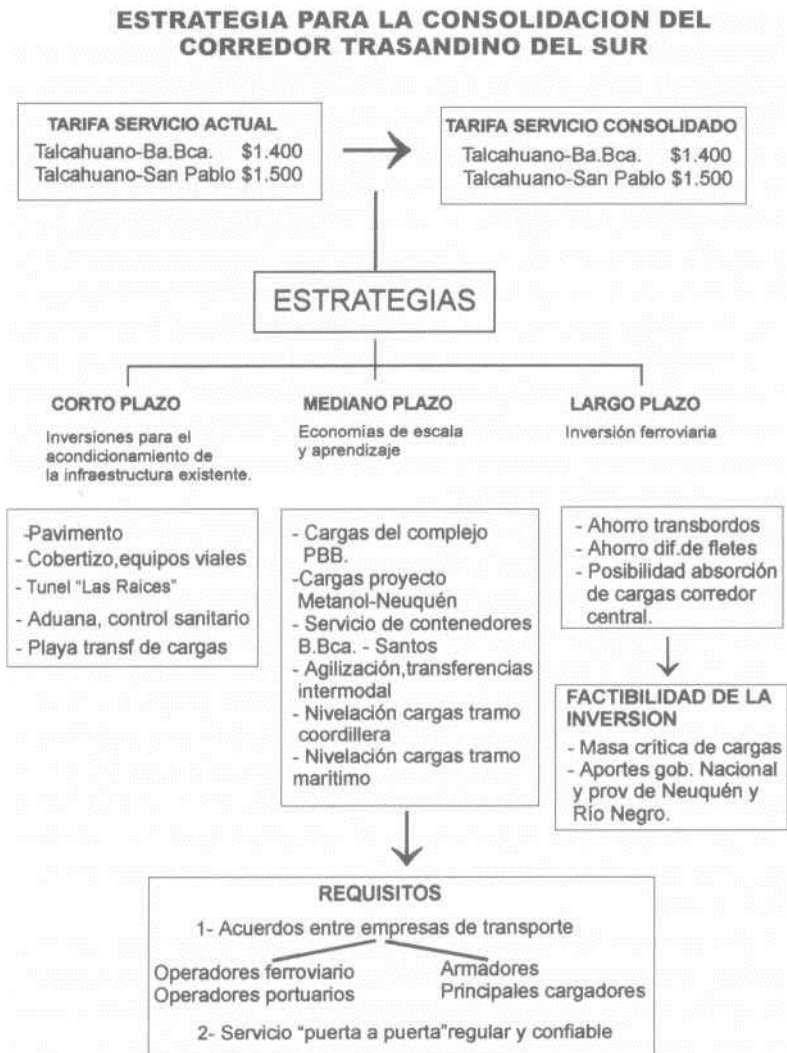 ESTRATEGIA PARA LA CONSOLIDACION DEL
CORREDOR TRASANDINO DEL SUR
TARIFA SERVICIO ACTUAL
Talcahuano-Ba.Bca. $1.400
Talcahuano-San Pablo $1.500
TARIFA SERVICIO CONSOLIDADO
Talcahuano-Ba.Bca. $1.400
Talcahuano-San Pablo $1.500
ESTRATEGIAS
CORTO PLAZO
Inversiones para el
acondicionamiento de
la infraestructura existente.
-Pavimento
- Cobertizo,equipos viales
- Tunel "Las Raices"
- Aduana, control sanitario
- Playa transf de cargas
MEDIANO PLAZO
Economías de escala
y aprendizaje
- Cargas del complejo
PBB.
-Cargas proyecto
Metanol-Neuquén
- Servicio de contenedores
B.Bca. - Santos
- Agilización,transferencias
intermodal
- Nivelación cargas tramo
coordillera
- Nivelación cargas tramo
maritimo
LARGO PLAZO
Inversión ferroviaria
- Ahorro transbordos
- Ahorro dif.de fletes
- Posibilidad absorción
de cargas corredor
central.
FACTIBILIDAD DE LA
INVERSION
- Masa crítica de cargas
- Aportes gob. Nacional
y prov de Neuquén y
Río Negro.
REQUISITOS
1- Acuerdos entre empresas de transporte
Operadores ferroviario
Operadores portuarios
Armadores
Principales cargadores
2- Servicio "puerta a puerta"regular y confiable